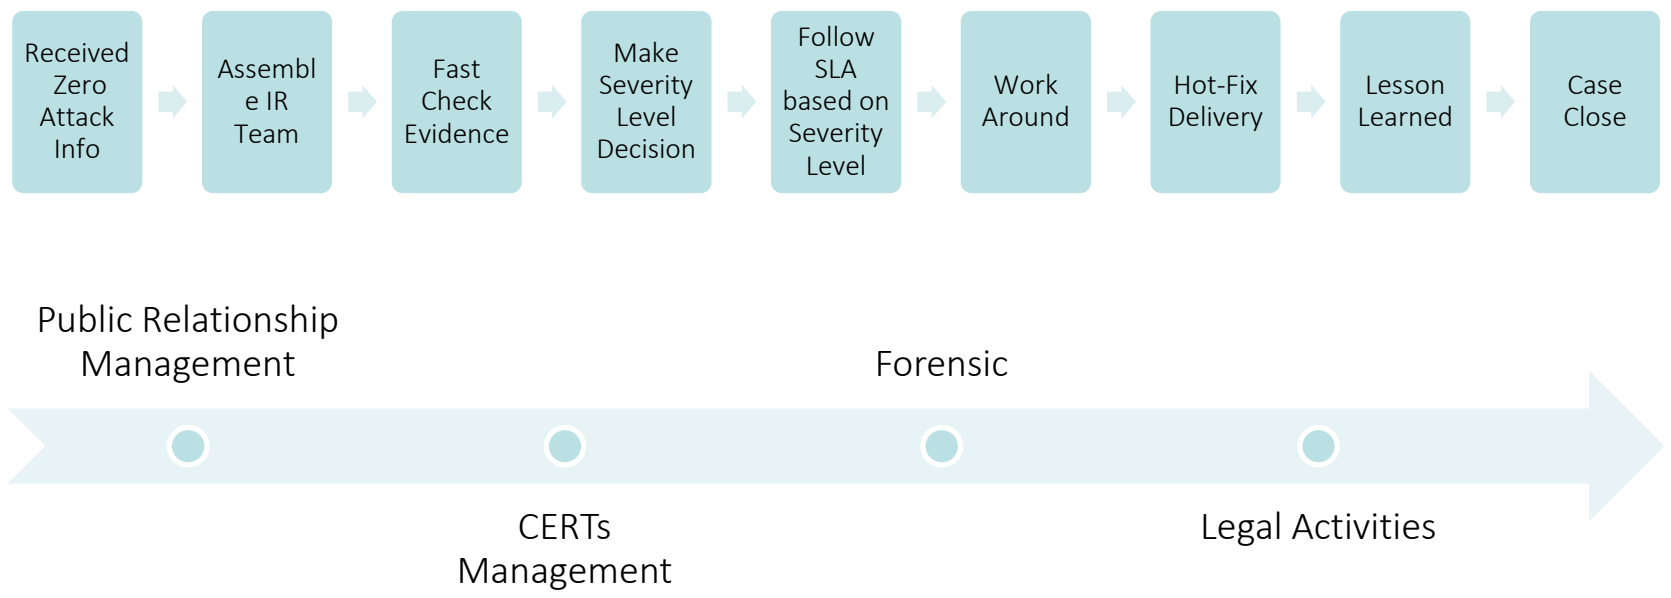 Received
Zero
Attack
Info
Assembl
e IR
Team
Fast
Check
Evidence
Make
Severity
Level
Decision
Follow
SLA
based on
Severity
Level
Work
Around
Hot-Fix
Delivery
Lesson
Learned
Case
Close
Public Relationship
Management
Forensic
CERTs
Management
Legal Activities